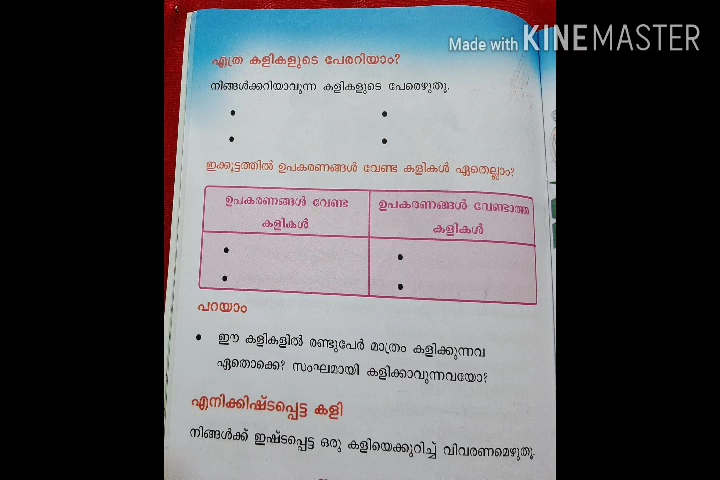 Made with KINEMASTER
എത്ര കളികളുടെ പേരറിയാം?
നിങ്ങൾക്കറിയാവുന്ന കളികളുടെ പേരെഴുതൂ.
ഇക്കൂട്ടത്തിൽ ഉപകരണങ്ങൾ വേണ്ട കളികൾ ഏതെല്ലാം?
ഉപകരണങ്ങൾ വേണ്ട
കളികൾ
ഉപകരണങ്ങൾ വേണ്ടാത്ത
കളികൾ
പറയാം
• ഈ കളികളിൽ രണ്ടുപേർ മാത്രം കളിക്കുന്നവ
ഏതൊക്കെ? സംഘമായി കളിക്കാവുന്നവയോ?
എനിക്കിഷ്ടപ്പെട്ട കളി
നിങ്ങൾക്ക് ഇഷ്ടപ്പെട്ട ഒരു കളിയെക്കുറിച്ച് വിവരണമെഴുതൂ.